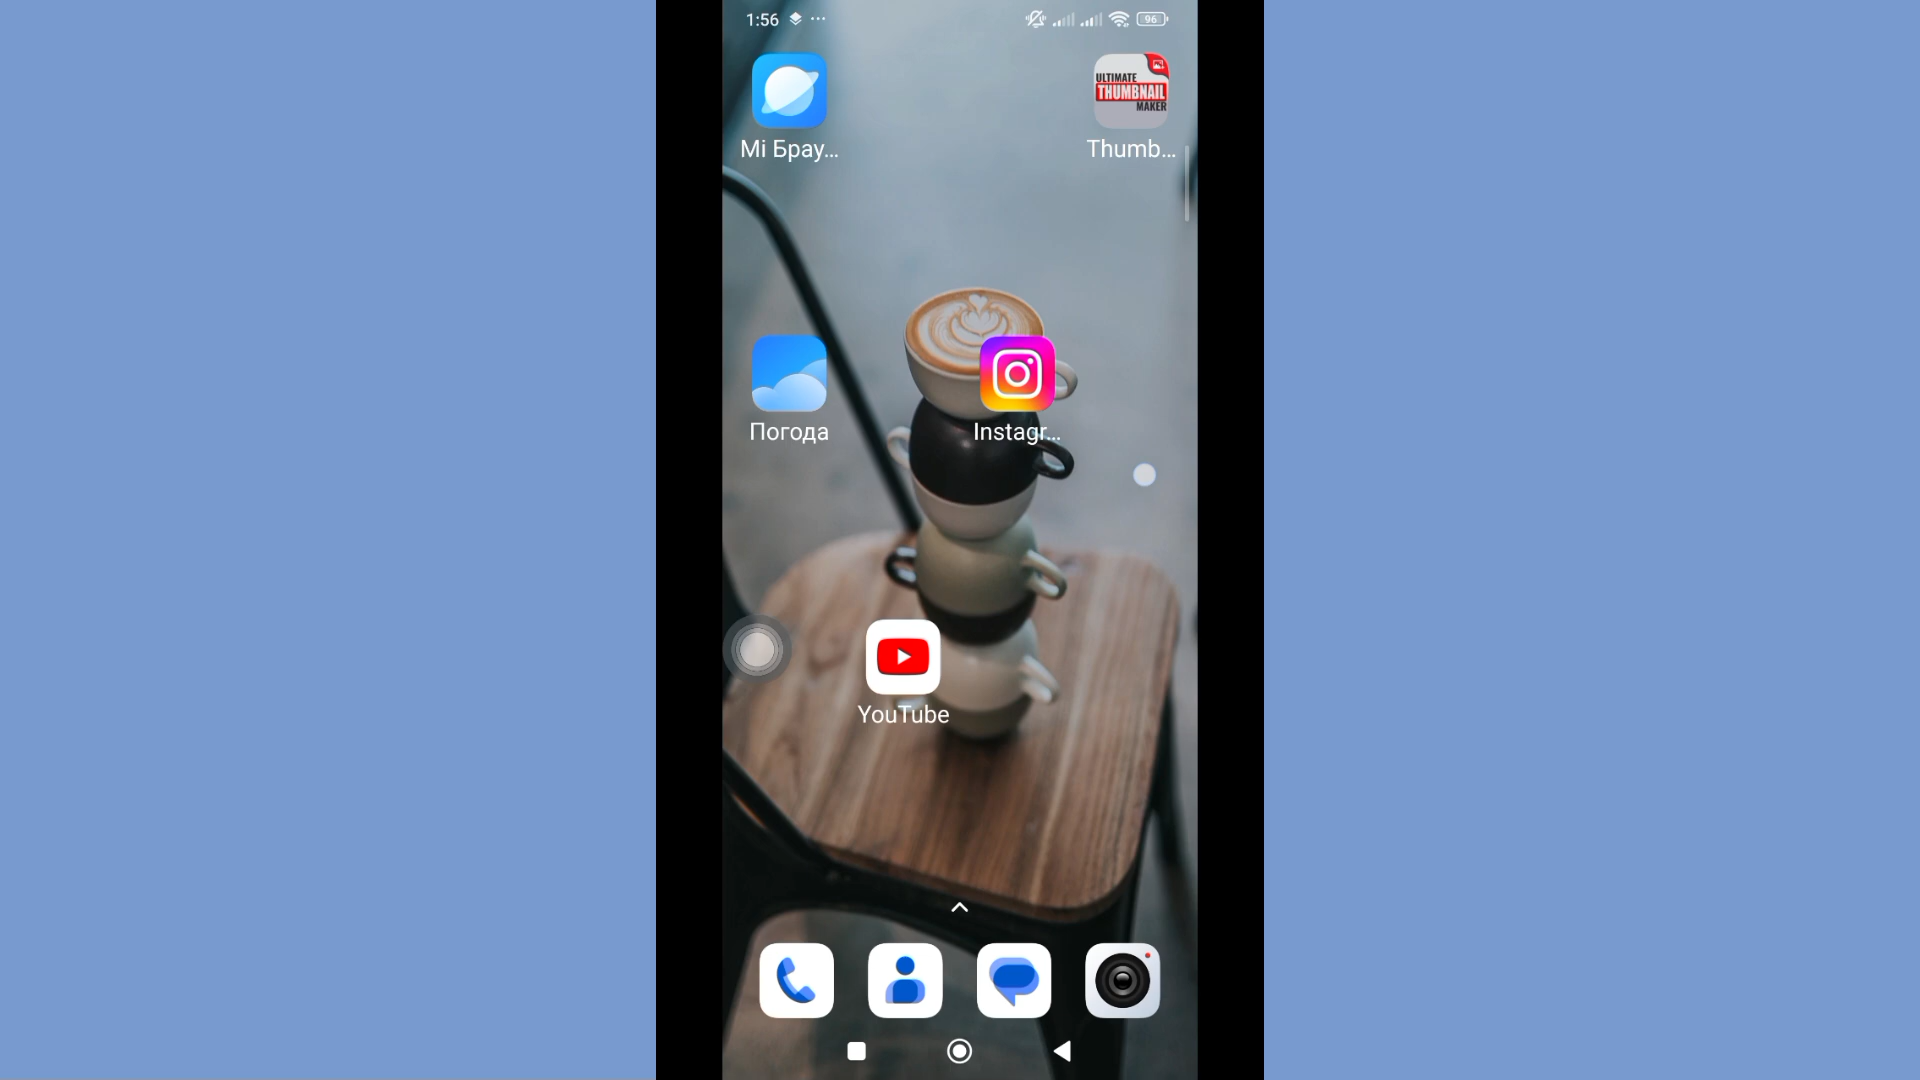 1:56 ...
96
ULTIMATE
THUMBNAIL
MAKER
Mi Брау...
Thumb...
Погода
Instagr...
YouTube